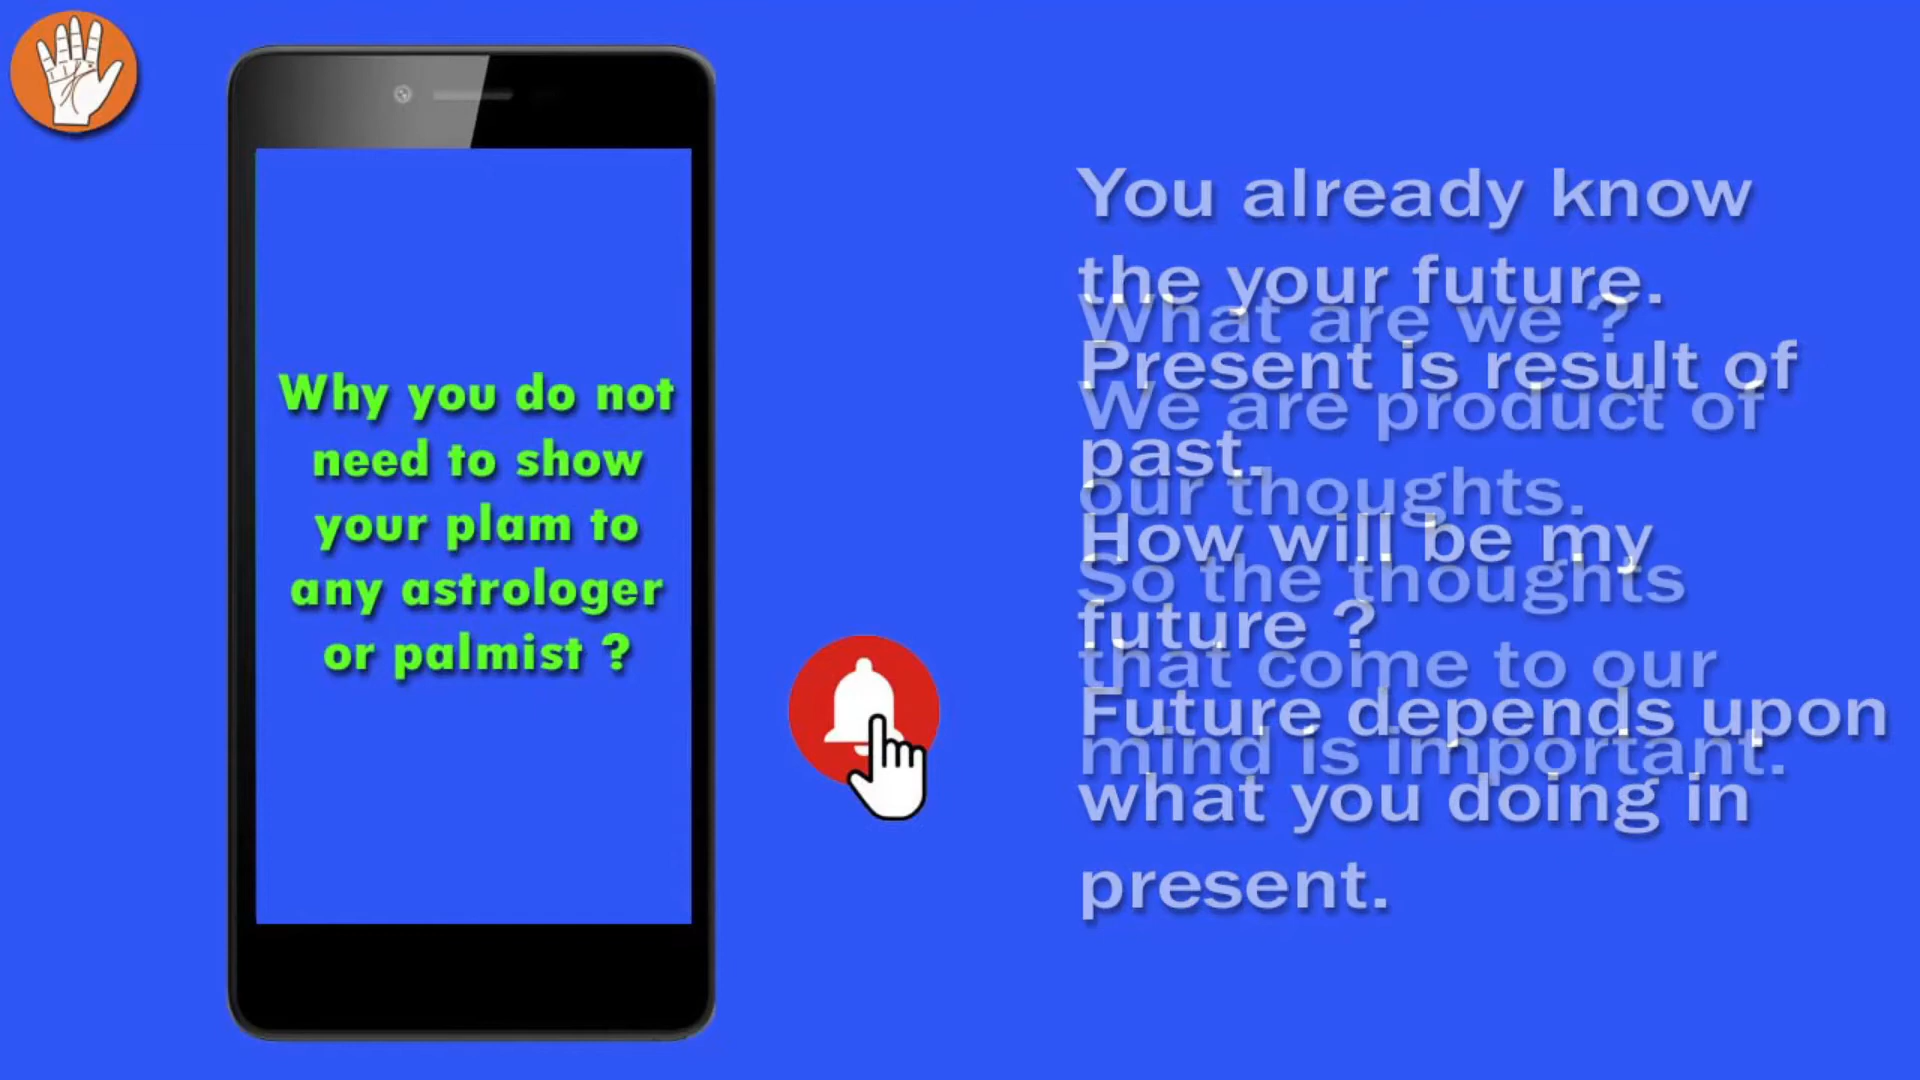 Why you do not
need to show
your plam to
any astrologer
or palmist ?
You already know
the your future.
Present is result of
past.
How will be my
future ?
Future depends upon
what you doing in
present.
What are we ?
We are product of
our thoughts.
So the thoughts
that come to our
mind is important.